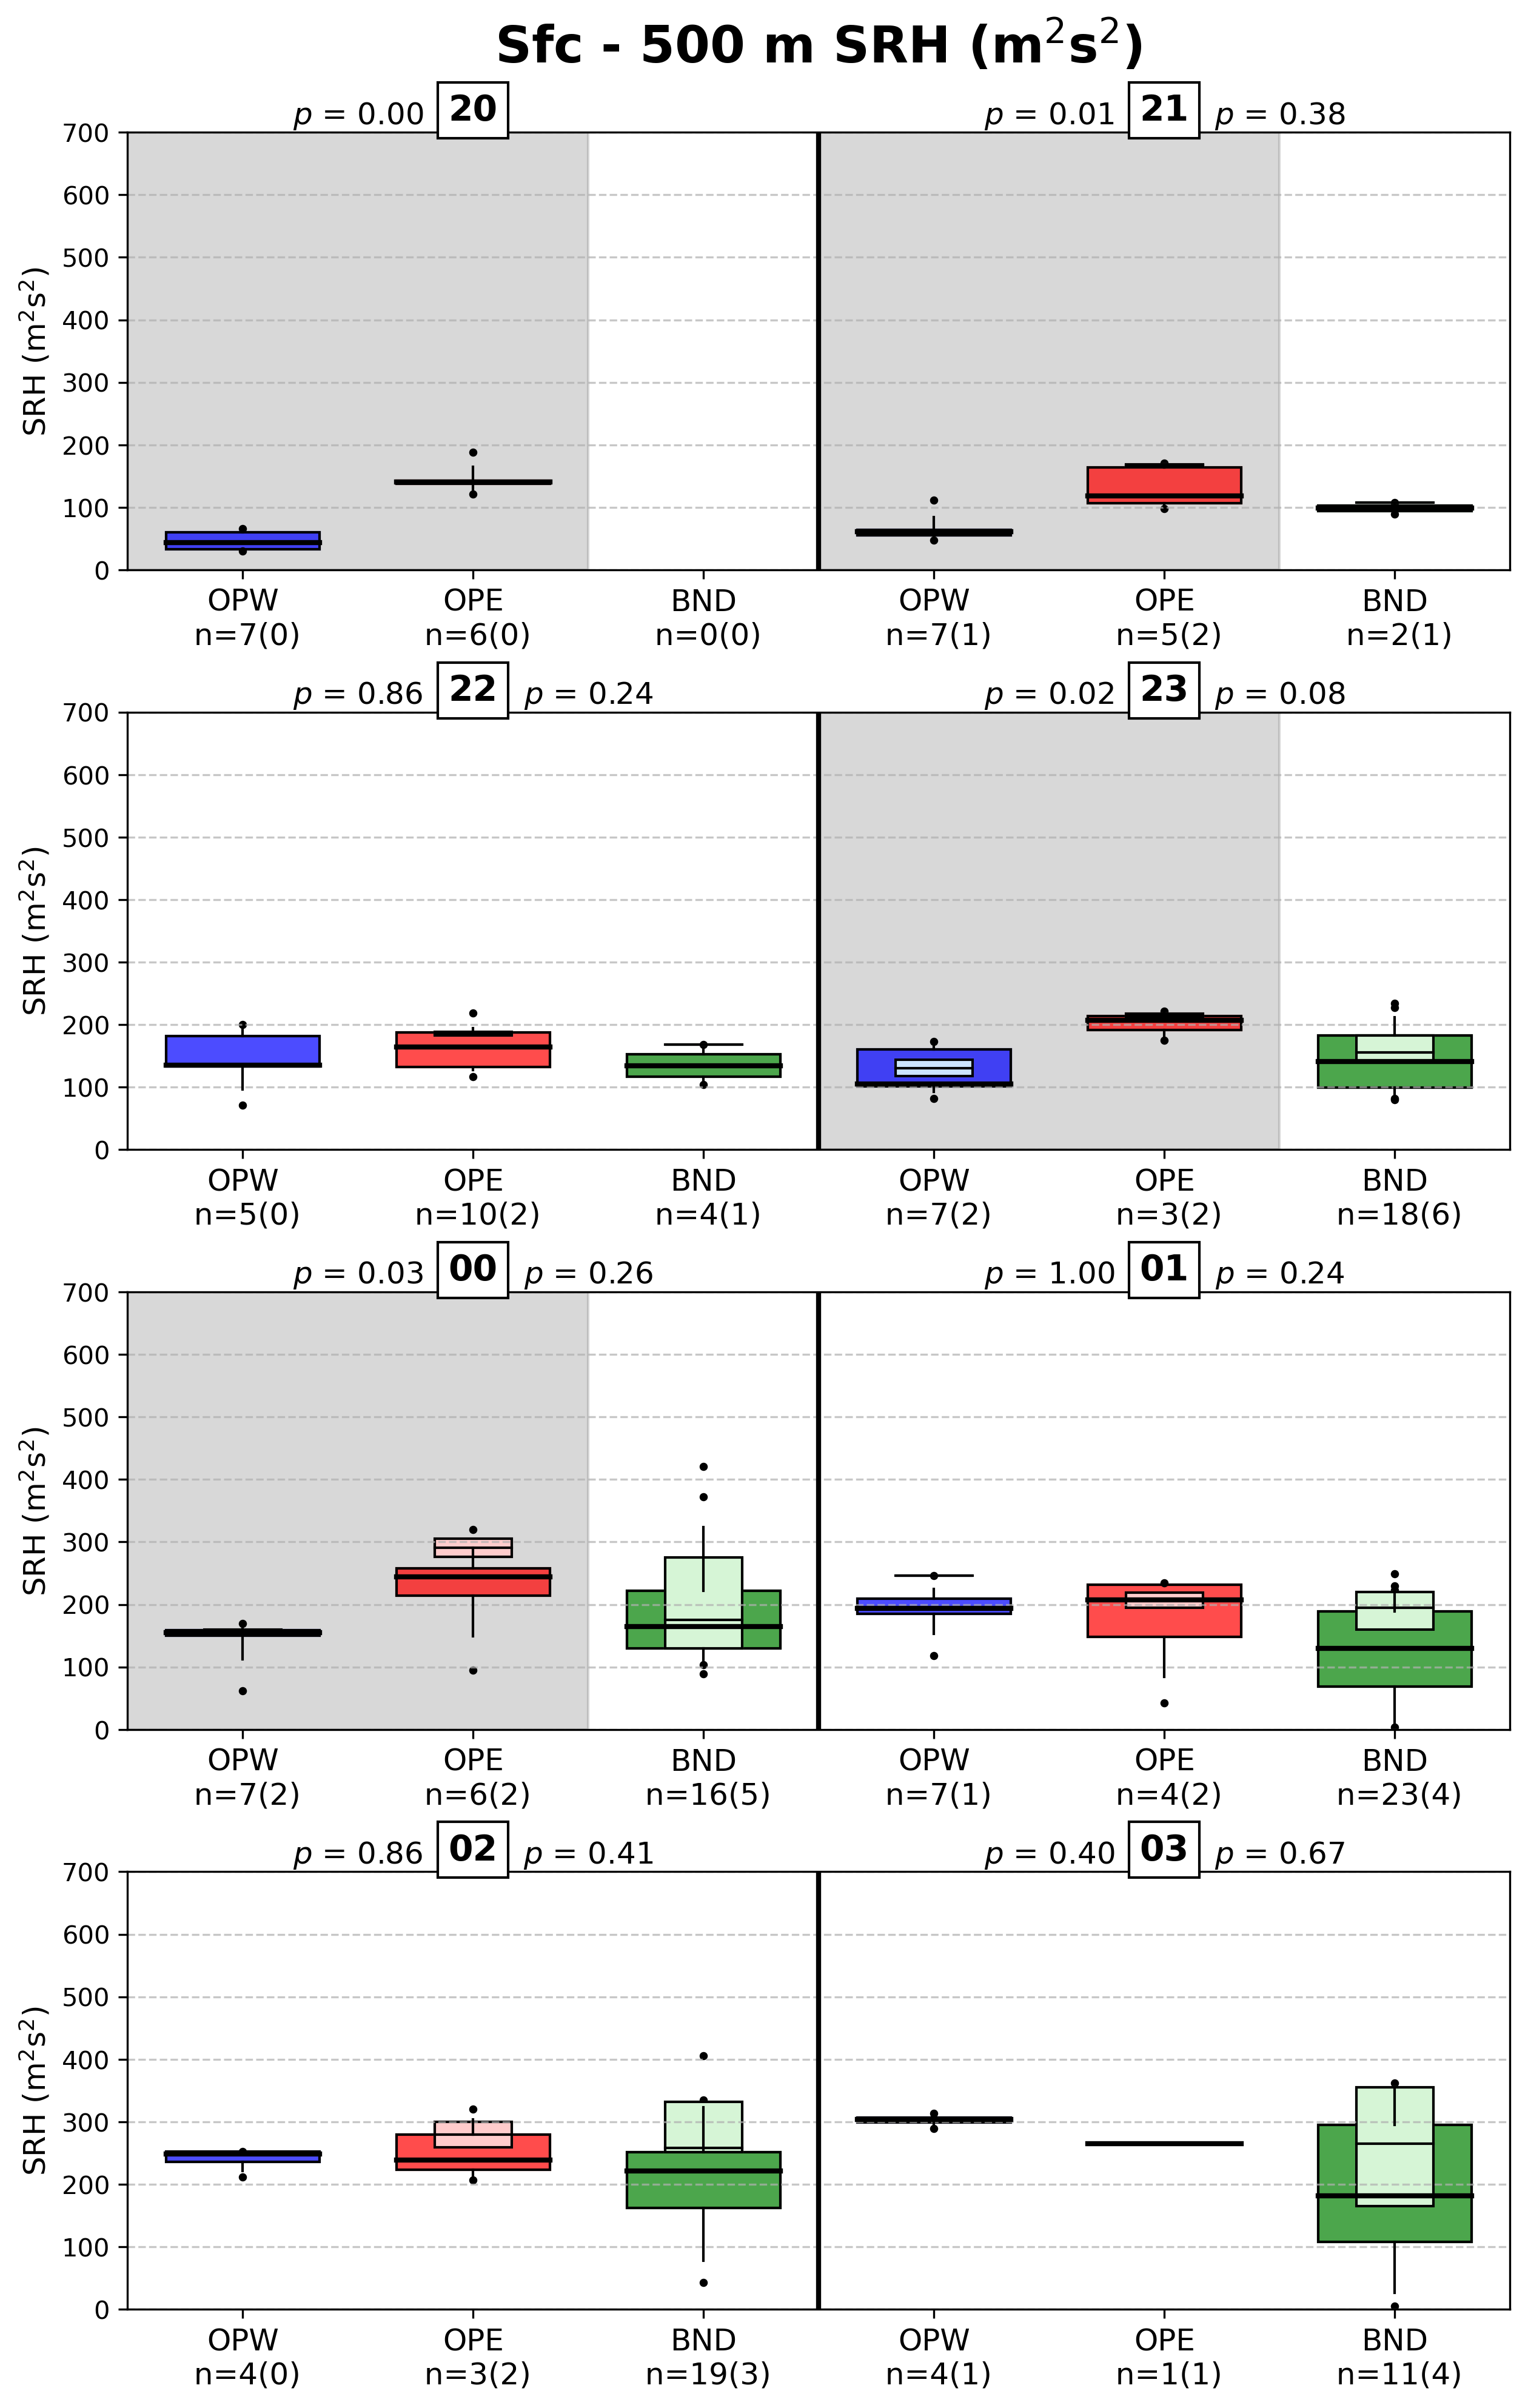 Sfc - 500 m SRH (m²s²)
p = 0.00 20
p = 0.01 21 p = 0.38
SRH (m²s²)
700
600
500
400
300
200
100
0
OPW OPE BND OPW OPE BND
n=7(0) n=6(0) n=0(0) n=7(1) n=5(2) n=2(1)
p = 0.86 22 p = 0.24
p = 0.02 23 p = 0.08
SRH (m²s²)
700
600
500
400
300
200
100
0
OPW OPE BND OPW OPE BND
n=5(0) n=10(2) n=4(1) n=7(2) n=3(2) n=18(6)
p = 0.03 00 p = 0.26
p = 1.00 01 p = 0.24
SRH (m²s²)
700
600
500
400
300
200
100
0
OPW OPE BND OPW OPE BND
n=7(2) n=6(2) n=16(5) n=7(1) n=4(2) n=23(4)
p = 0.86 02 p = 0.41
p = 0.40 03 p = 0.67
SRH (m²s²)
700
600
500
400
300
200
100
0
OPW OPE BND OPW OPE BND
n=4(0) n=3(2) n=19(3) n=4(1) n=1(1) n=11(4)